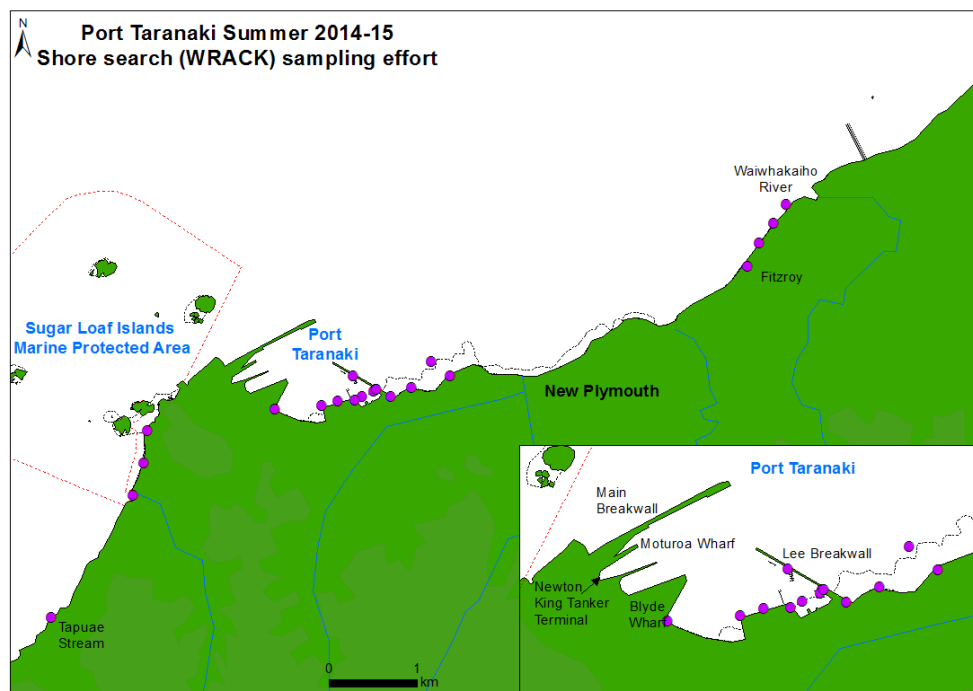 N
Port Taranaki Summer 2014-15
Shore search (WRACK) sampling effort
Waiwhakaiho
River
Fitzroy
Sugar Loaf Islands
Marine Protected Area
Port
Taranaki
New Plymouth
Tapuae
Stream
0
1
km
Port Taranaki
Main
Breakwall
Moturoa Wharf
Lee Breakwall
Newton
King Tanker
Terminal
Blyde
Wharf